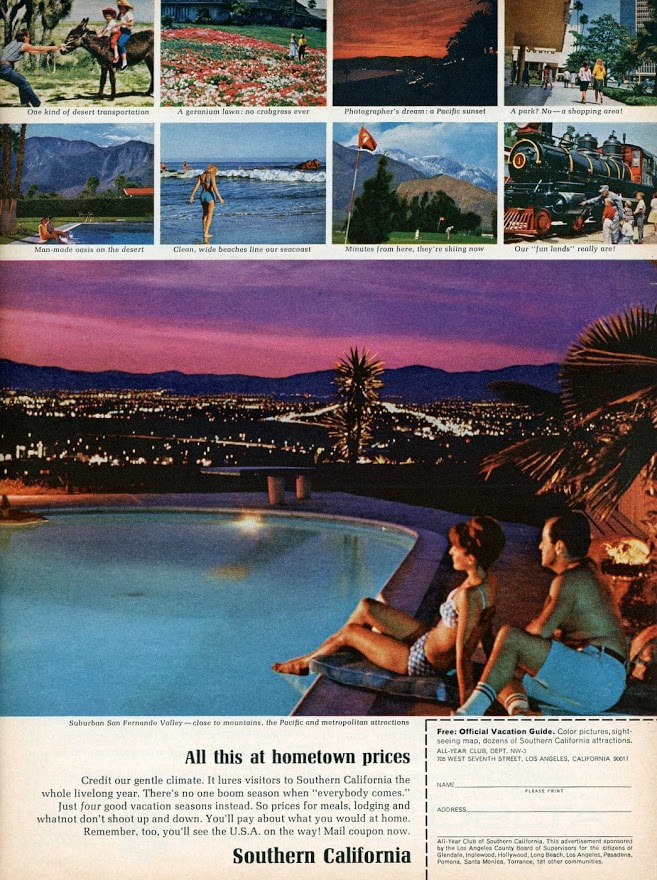 One kind of desert transportation
A geranium lawn: no crabgrass ever
Photographer's dream: a Pacific sunset
A park? No—a shopping area!
1
Man-made oasis on the desert
Clean, wide beaches line our seacoast
Minutes from here, they're skiing now
Our "fun lands" really are!
Suburban San Fernando Valley—close to mountains, the Pacific and metropolitan attractions
All this at hometown prices
Credit our gentle climate. It lures visitors to Southern California the
whole livelong year. There's no one boom season when "everybody comes."
Just four good vacation seasons instead. So prices for meals, lodging and
whatnot don't shoot up and down. You'll pay about what you would at home.
Remember, too, you'll see the U.S.A. on the way! Mail coupon now.
Southern California
Free: Official Vacation Guide. Color pictures, sight-
seeing map, dozens of Southern California attractions.
ALL-YEAR CLUB, DEPT. NW-3
705 WEST SEVENTH STREET, LOS ANGELES, CALIFORNIA 90017
NAME
PLEASE PRINT
ADDRESS
All-Year Club of Southern California. This advertisement sponsored
by the Los Angeles County Board of Supervisors for the citizens of
Glendale, Inglewood, Hollywood, Long Beach, Los Angeles, Pasadena,
Pomona, Santa Monica, Torrance, 181 other communities.